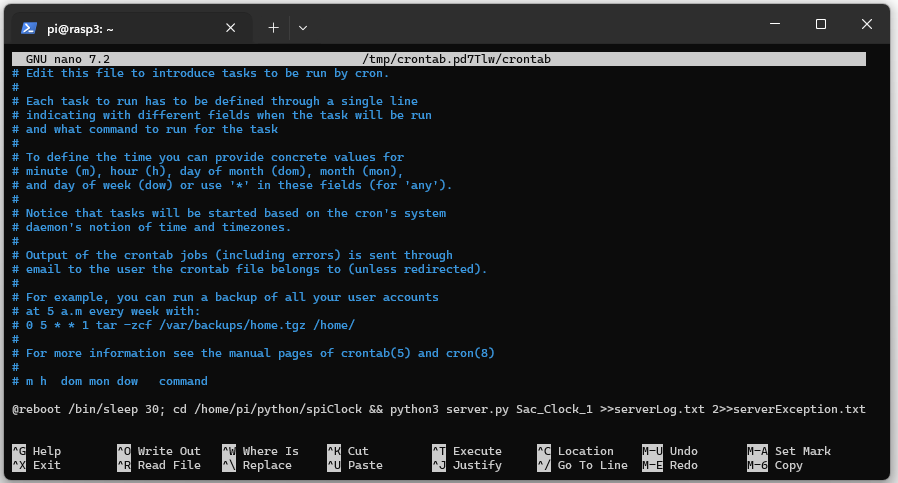 pi@rasp3: ~
GNU nano 7.2 /tmp/crontab.pd7Tlw/crontab
# Edit this file to introduce tasks to be run by cron.
#
# Each task to run has to be defined through a single line
# indicating with different fields when the task will be run
# and what command to run for the task
#
# To define the time you can provide concrete values for
# minute (m), hour (h), day of month (dom), month (mon),
# and day of week (dow) or use '*' in these fields (for 'any').
#
# Notice that tasks will be started based on the cron's system
# daemon's notion of time and timezones.
#
# Output of the crontab jobs (including errors) is sent through
# email to the user the crontab file belongs to (unless redirected).
#
# For example, you can run a backup of all your user accounts
# at 5 a.m every week with:
# 0 5 * * 1 tar -zcf /var/backups/home.tgz /home/
#
# For more information see the manual pages of crontab(5) and cron(8)
#
# m h  dom mon dow   command
@reboot /bin/sleep 30; cd /home/pi/python/spiClock && python3 server.py Sac_Clock_1 >>serverLog.txt 2>>serverException.txt
^G Help ^O Write Out ^W Where Is ^K Cut ^T Execute ^C Location M-U Undo M-A Set Mark
^X Exit ^R Read File ^\ Replace ^U Paste ^J Justify ^/ Go To Line M-E Redo M-6 Copy